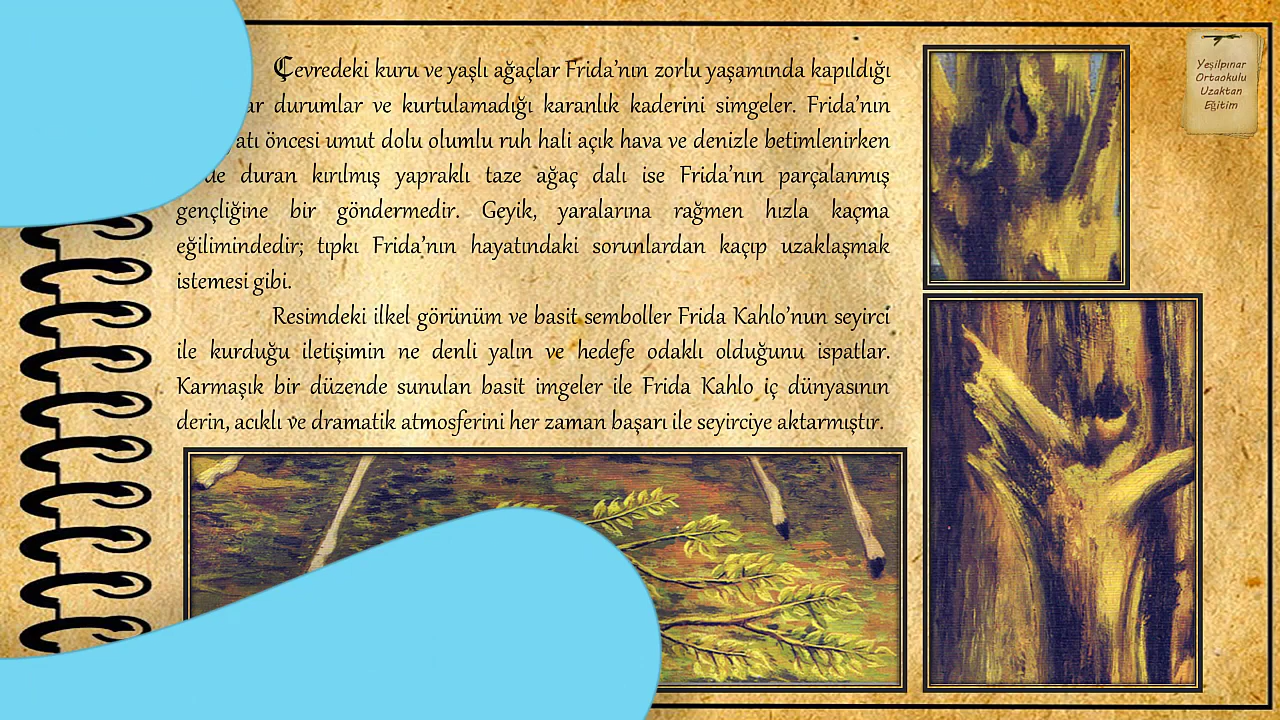 Çevredeki kuru ve yaşlı ağaçlar Frida’nın zorlu yaşamında kapıldığı
durumlar ve kurtulamadığı karanlık kaderini simgeler. Frida’nın
öncesi umut dolu olumlu ruh hali açık hava ve denizle betimlenirken
duran kırılmış yapraklı taze ağaç dalı ise Frida’nın parçalanmış
gençliğine bir göndermedir. Geyik, yaralarına rağmen hızla kaçma
eğilimindedir; tıpkı Frida’nın hayatındaki sorunlardan kaçıp uzaklaşmak
istemesi gibi.
Resimdeki ilkel görünüm ve basit semboller Frida Kahlo’nun seyirci
ile kurduğu iletişimin ne denli yalın ve hedefe odaklı olduğunu ispatlar.
Karmaşık bir düzende sunulan basit imgeler ile Frida Kahlo iç dünyasının
derin, acıklı ve dramatik atmosferini her zaman başarı ile seyirciye aktarmıştır.
Yeşilpınar
Ortaokulu
Uzaktan
Eğitim